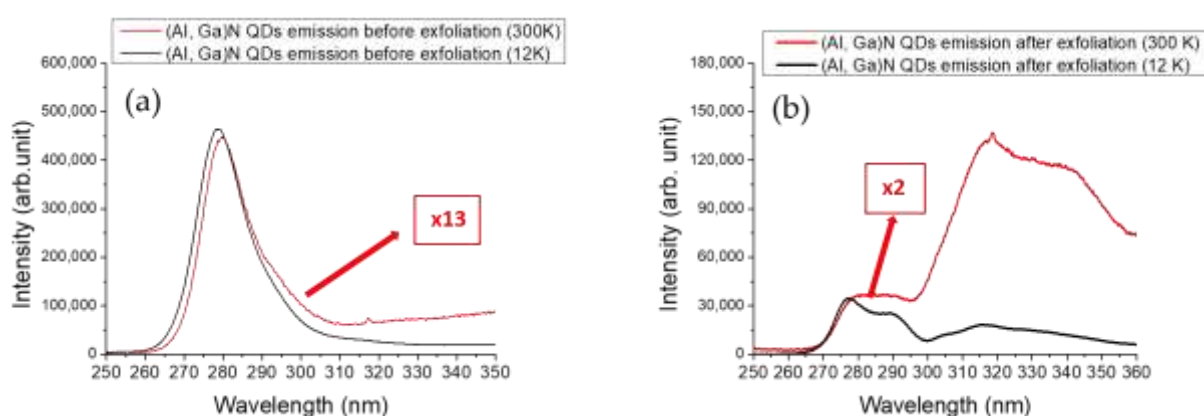 (Al, Ga)N QDs emission before exfoliation (300K)
(Al, Ga)N QDs emission before exfoliation (12K)
600,000
500,000
400,000
300,000
200,000
100,000
0
Intensity (arb.unit)
(a)
x13
250 260 270 280 290 300 310 320 330 340 350
Wavelength (nm)
(Al, Ga)N QDs emission after exfoliation (300 K)
(Al, Ga)N QDs emission after exfoliation (12 K)
180,000
150,000
120,000
90,000
60,000
30,000
0
Intensity (arb. unit)
(b)
x2
250 260 270 280 290 300 310 320 330 340 350 360
Wavelength (nm)